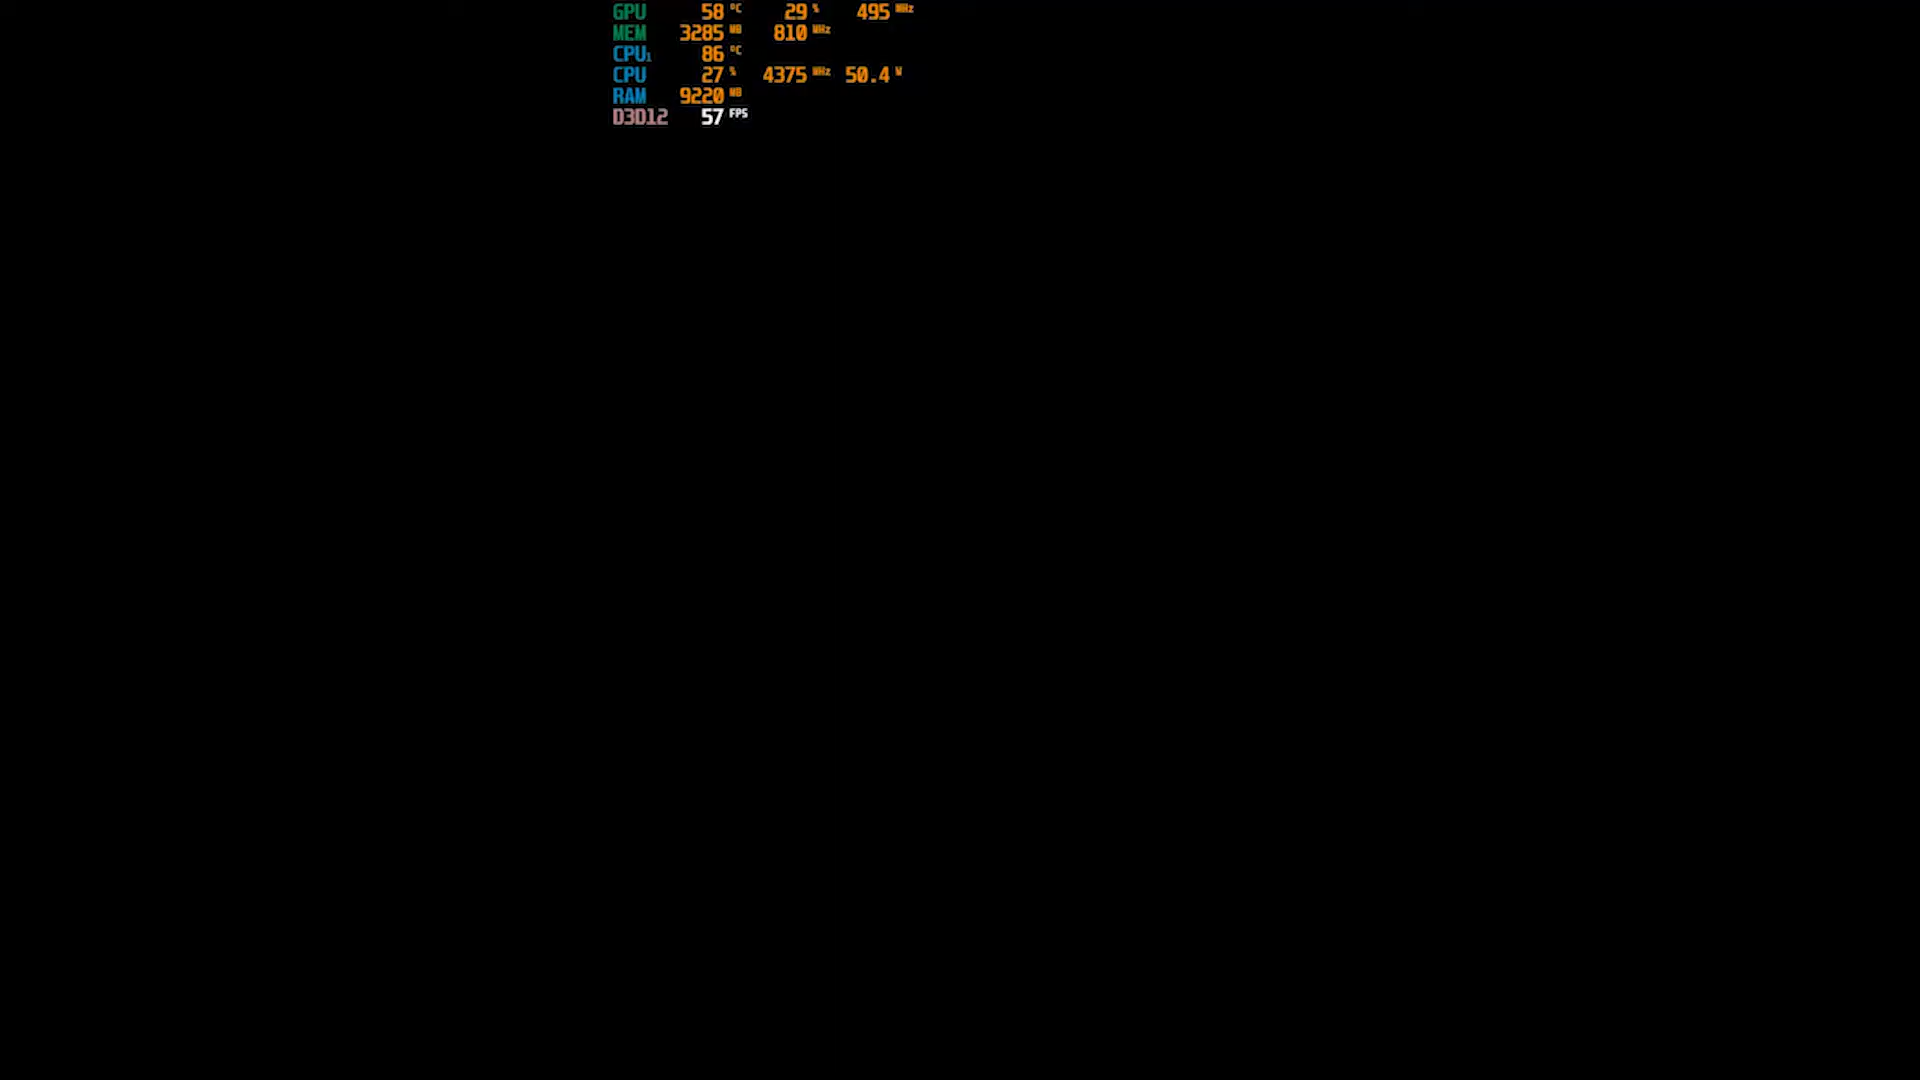 GPU 58 °C 29 % 495 MHz
MEM 3285 MB 810 MHz
CPU1 86 °C
CPU 27 % 4375 MHz 50.4 W
RAM 9220 MB
D3D12 57 FPS